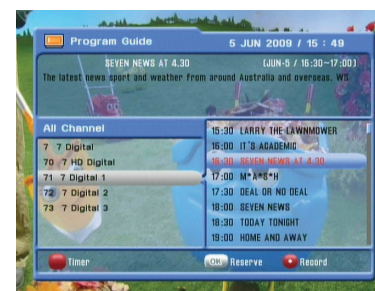 Program Guide 5 JUN 2009 / 15 : 49
SEVEN NEWS AT 4.30 (JUN-5 / 16:30~17:00)
The latest news sport and weather from around Australia and overseas. WS
All Channel
7 7 Digital
70 7 HD Digital
71 7 Digital 1
72 7 Digital 2
73 7 Digital 3
15:30 LARRY THE LAWNMOWER
16:00 IT'S ACADEMIC
16:30 SEVEN NEWS AT 4.30
17:00 M*A*S*H
17:30 DEAL OR NO DEAL
18:00 SEVEN NEWS
18:30 TODAY TONIGHT
19:00 HOME AND AWAY
Timer OK Reserve Record